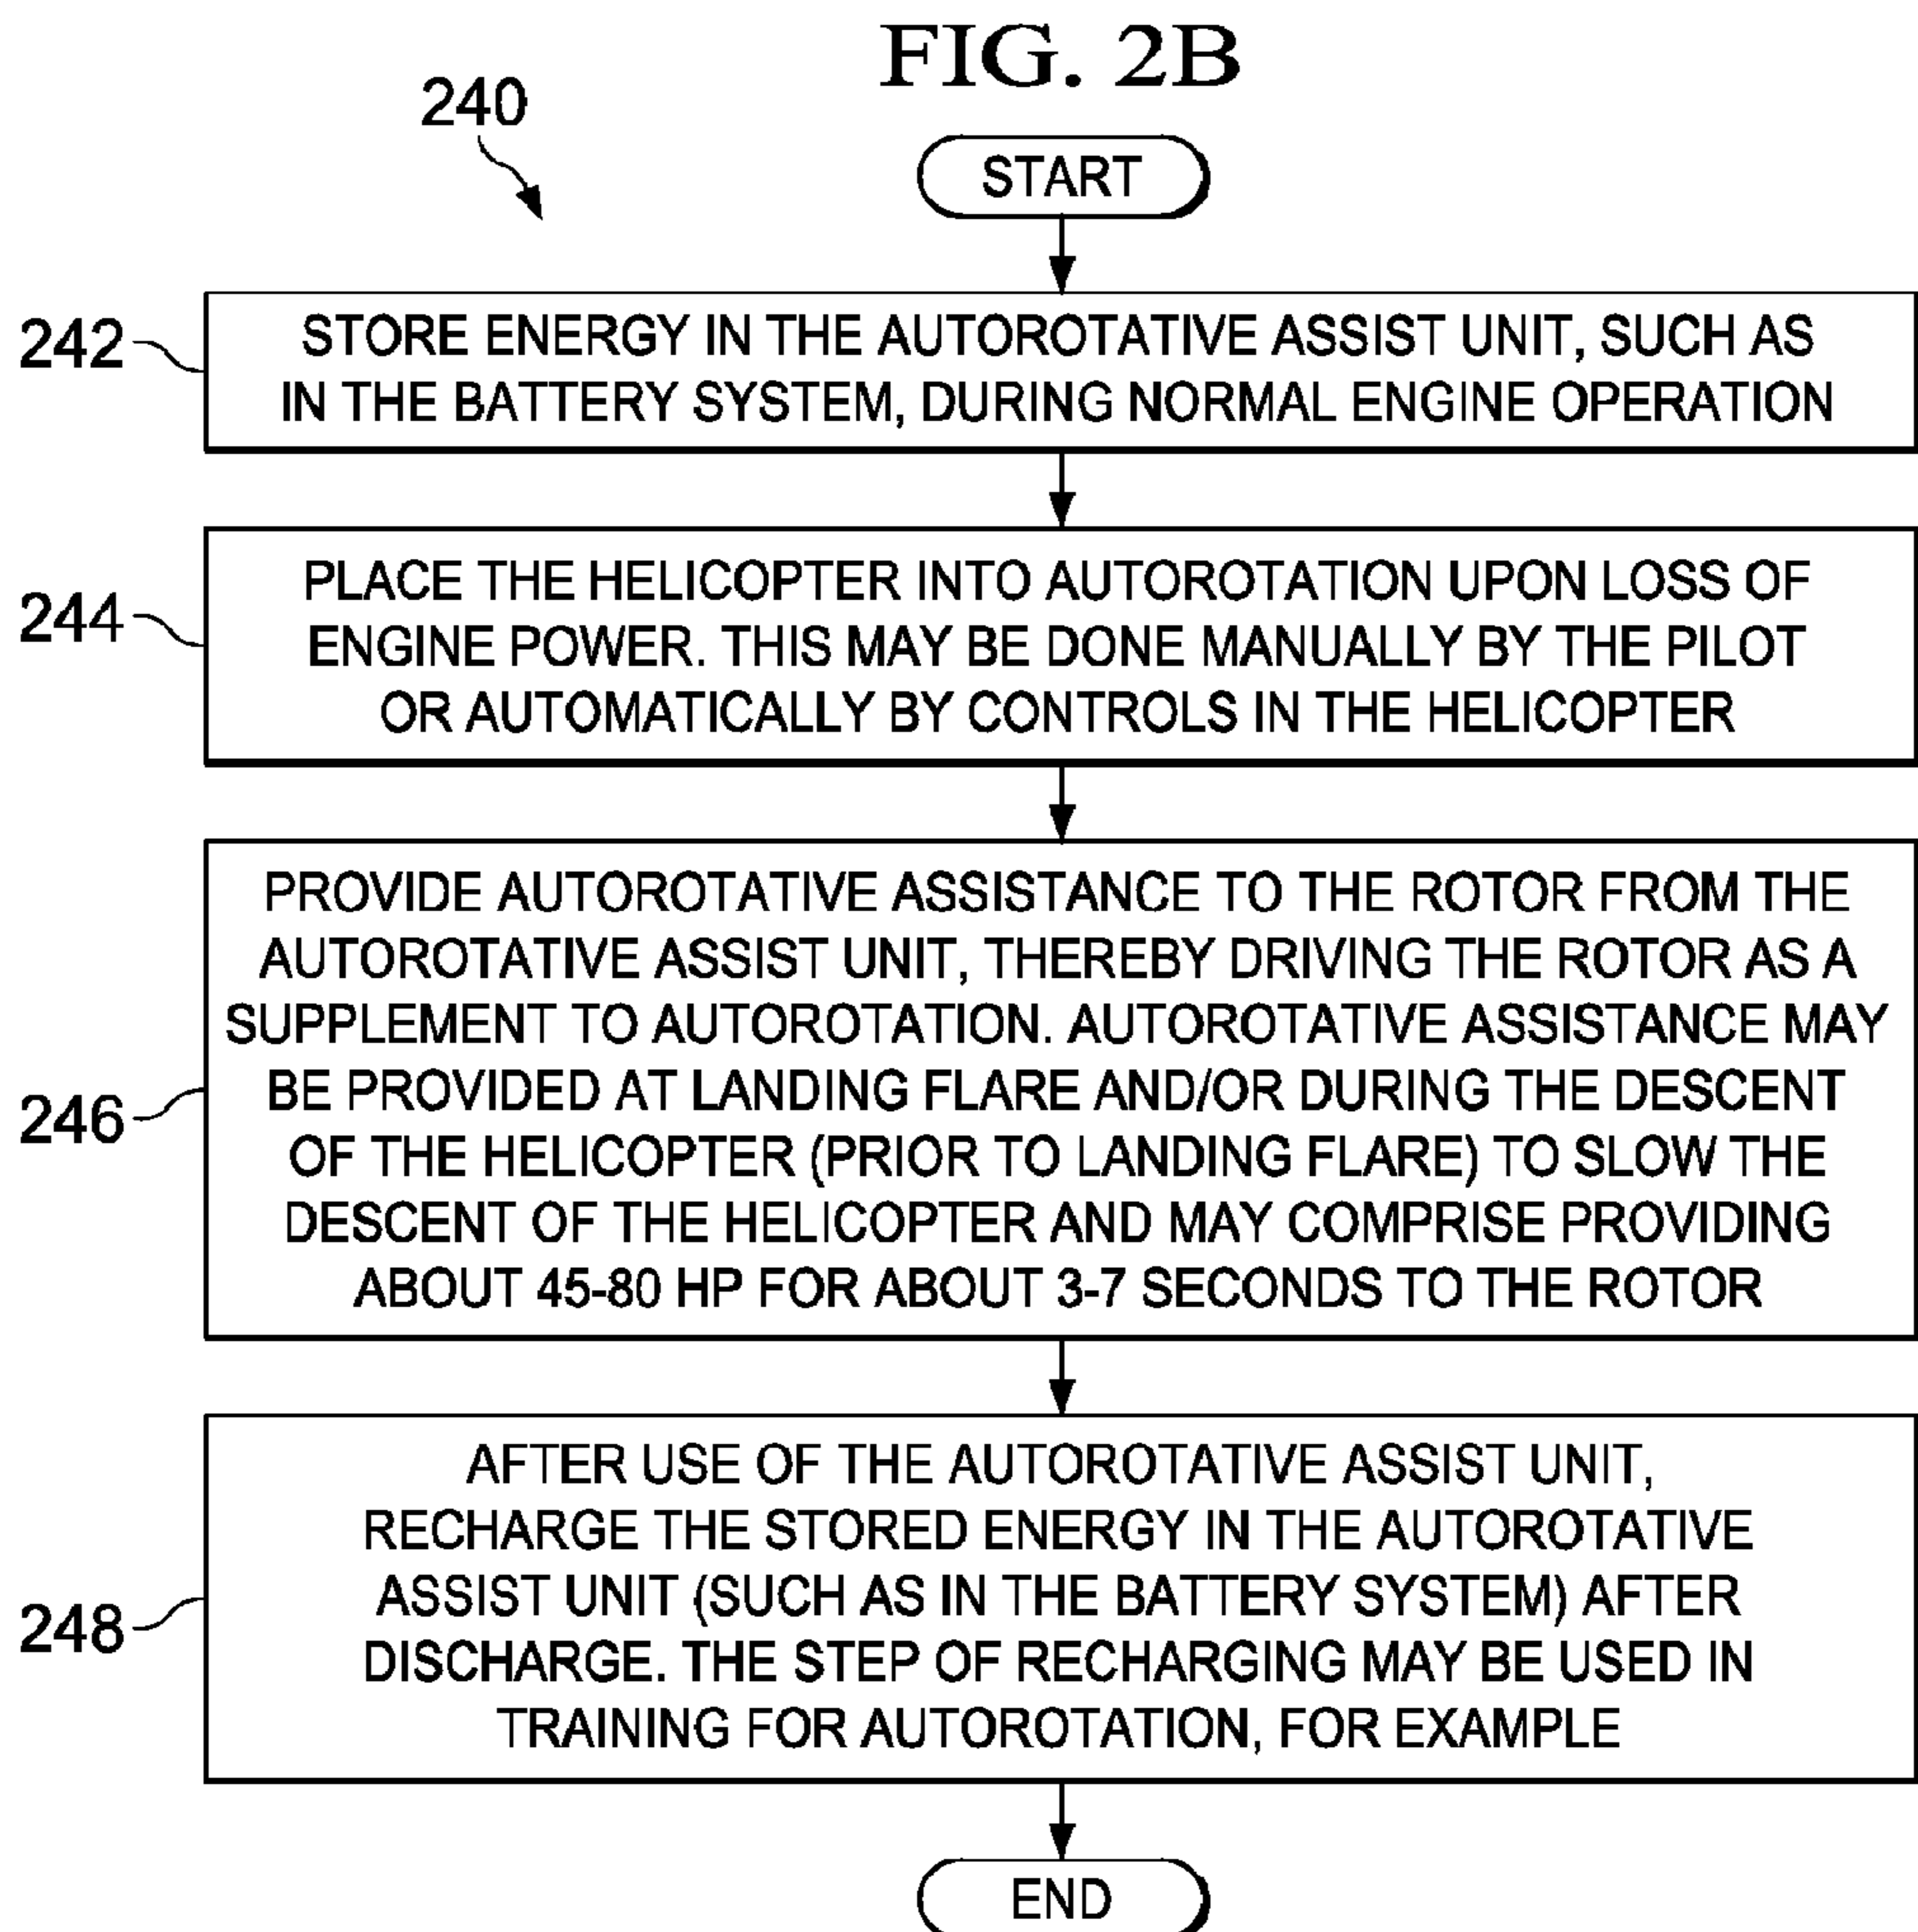 FIG. 2B
240
START
242
STORE ENERGY IN THE AUTOROTATIVE ASSIST UNIT, SUCH AS
IN THE BATTERY SYSTEM, DURING NORMAL ENGINE OPERATION
244
PLACE THE HELICOPTER INTO AUTOROTATION UPON LOSS OF
ENGINE POWER. THIS MAY BE DONE MANUALLY BY THE PILOT
OR AUTOMATICALLY BY CONTROLS IN THE HELICOPTER
246
PROVIDE AUTOROTATIVE ASSISTANCE TO THE ROTOR FROM THE
AUTOROTATIVE ASSIST UNIT, THEREBY DRIVING THE ROTOR AS A
SUPPLEMENT TO AUTOROTATION. AUTOROTATIVE ASSISTANCE MAY
BE PROVIDED AT LANDING FLARE AND/OR DURING THE DESCENT
OF THE HELICOPTER (PRIOR TO LANDING FLARE) TO SLOW THE
DESCENT OF THE HELICOPTER AND MAY COMPRISE PROVIDING
ABOUT 45-80 HP FOR ABOUT 3-7 SECONDS TO THE ROTOR
248
AFTER USE OF THE AUTOROTATIVE ASSIST UNIT,
RECHARGE THE STORED ENERGY IN THE AUTOROTATIVE
ASSIST UNIT (SUCH AS IN THE BATTERY SYSTEM) AFTER
DISCHARGE. THE STEP OF RECHARGING MAY BE USED IN
TRAINING FOR AUTOROTATION, FOR EXAMPLE
END